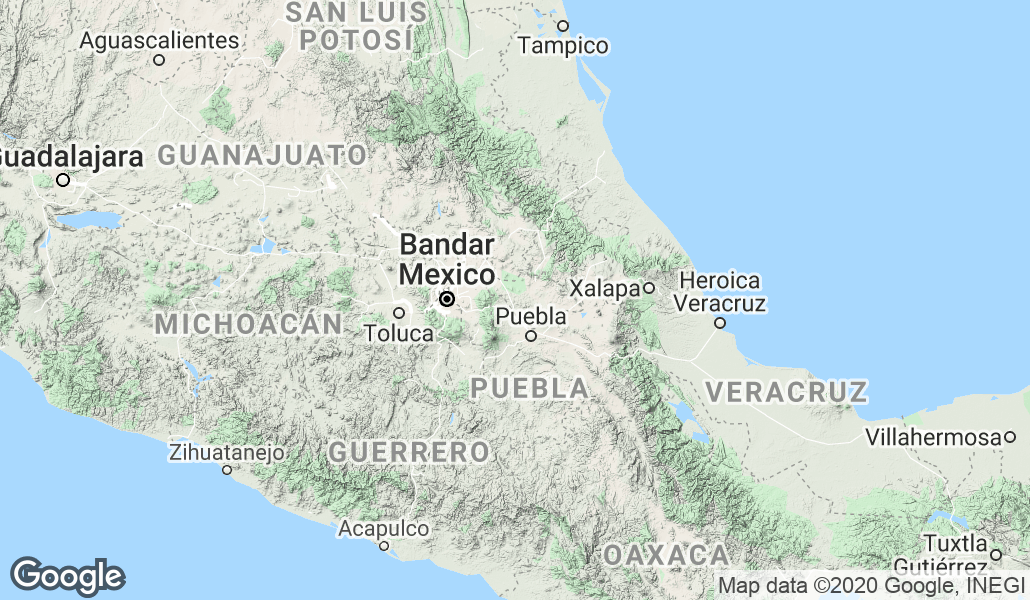 SAN LUIS
POTOSÍ
Aguascalientes
Tampico
Guadalajara
GUANAJUATO
Bandar
Mexico
Xalapa
Heroica
Veracruz
MICHOACÁN
Toluca
Puebla
PUEBLA
VERACRUZ
Villahermosa
GUERRERO
Zihuatanejo
Acapulco
OAXACA
Tuxtla
Gutiérrez
Google
Map data ©2020 Google, INEGI